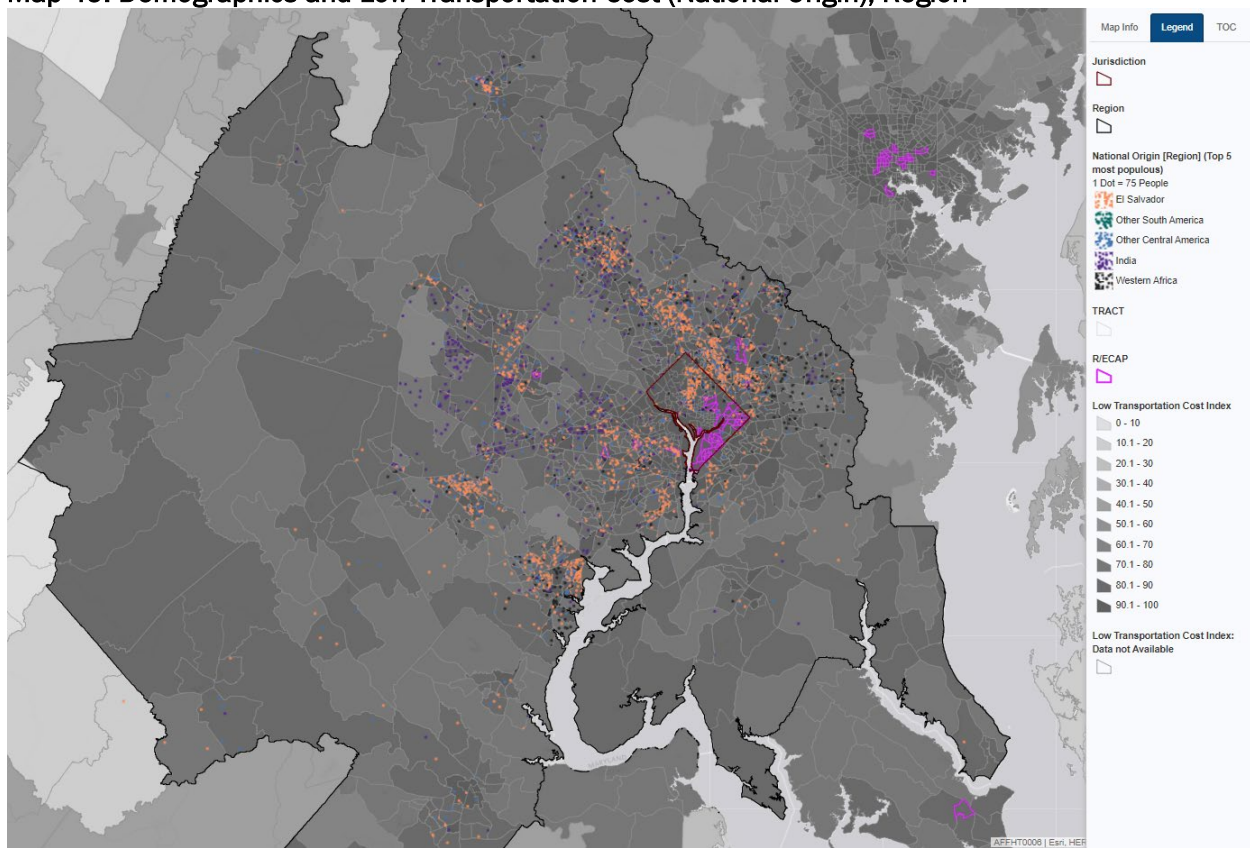 Map 46: Demographics and Low Transportation Cost (National Origin), Region
Map Info
Legend
TOC
Jurisdiction
Region
National Origin [Region] (Top 5
most populous)
1 Dot = 75 People
El Salvador
Other South America
Other Central America
India
Western Africa
TRACT
R/ECAP
Low Transportation Cost Index
0 - 10
10.1 - 20
20.1 - 30
30.1 - 40
40.1 - 50
50.1 - 60
60.1 - 70
70.1 - 80
80.1 - 90
90.1 - 100
Low Transportation Cost Index:
Data not Available
MARYLAND
AFFHT0006 | Esri, HER